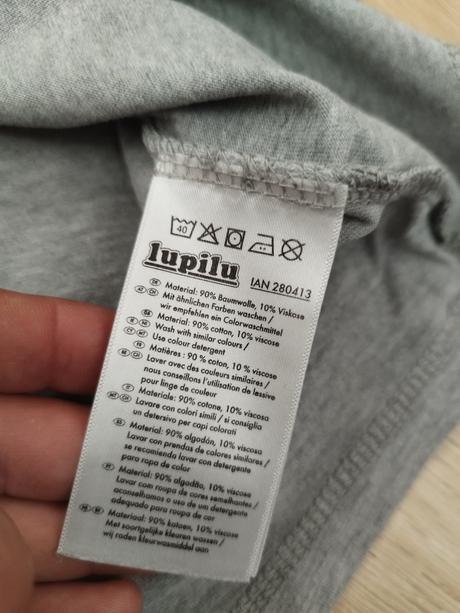 40
lupilu
IAN 280413
DE Material: 90% Baumwolle, 10% Viskose
AT CH Mit ähnlichen Farben waschen /
wir empfehlen ein Colorwaschmittel
Material: 90% cotton, 10% viscose
Wash with similar colours /
Use colour detergent
Matières : 90 % coton, 10% viscose
Laver avec des couleurs similaires /
nous conseillons l'utilisation de lessive
pour linge de couleur
IT Materiale: 90% cotone, 10% viscosa
Lavare con colori simili / si consiglia
un detersivo per capi colorati
ES Material: 90% algodón, 10% viscosa
Lavar con prendas de colores similares /
se recomienda lavar con detergente
para ropa de color
PT Material: 90% algodão, 10% viscose
Lavar com roupa de cores semelhantes /
aconselhamos o uso de um detergente
adequado para roupa de cor
Materiaal: 90% katoen, 10% viscose
Met soortgelijke kleuren wassen /
wij raden kleurwasmiddel aan